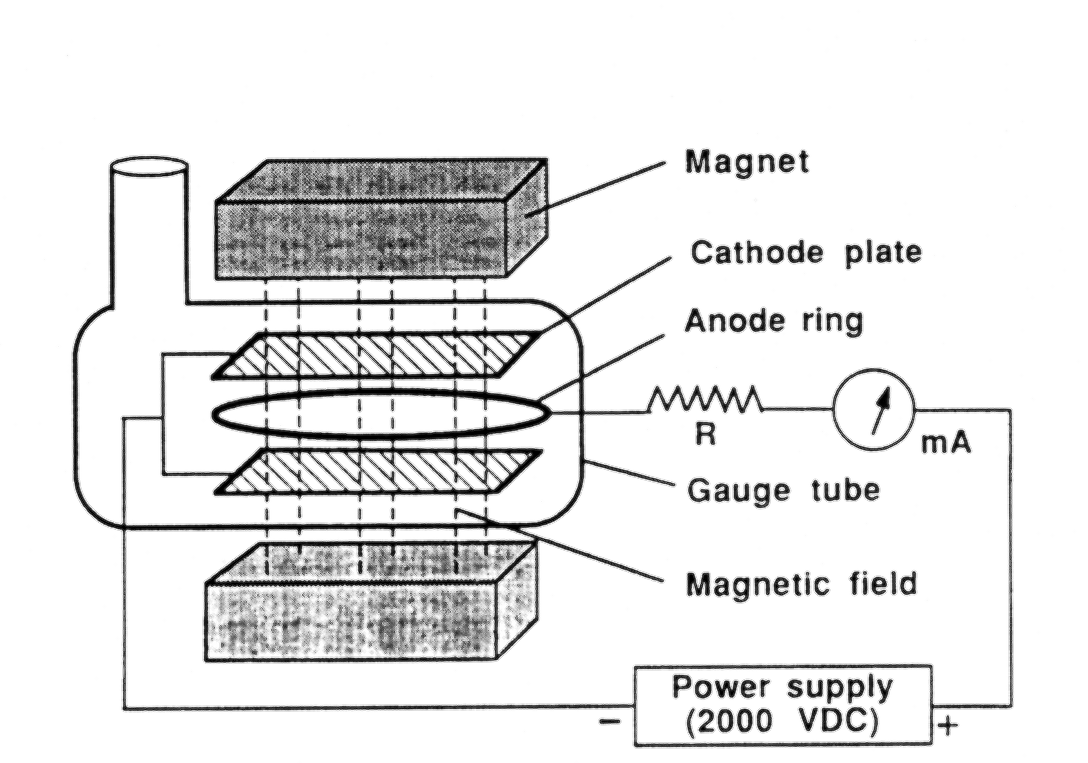 Magnet
Cathode plate
Anode ring
R
mA
Gauge tube
Magnetic field
Power supply
(2000 VDC)
− +